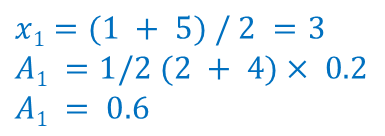 x₁ = (1 + 5) / 2 = 3
A₁ = 1/2 (2 + 4) × 0.2
A₁ = 0.6